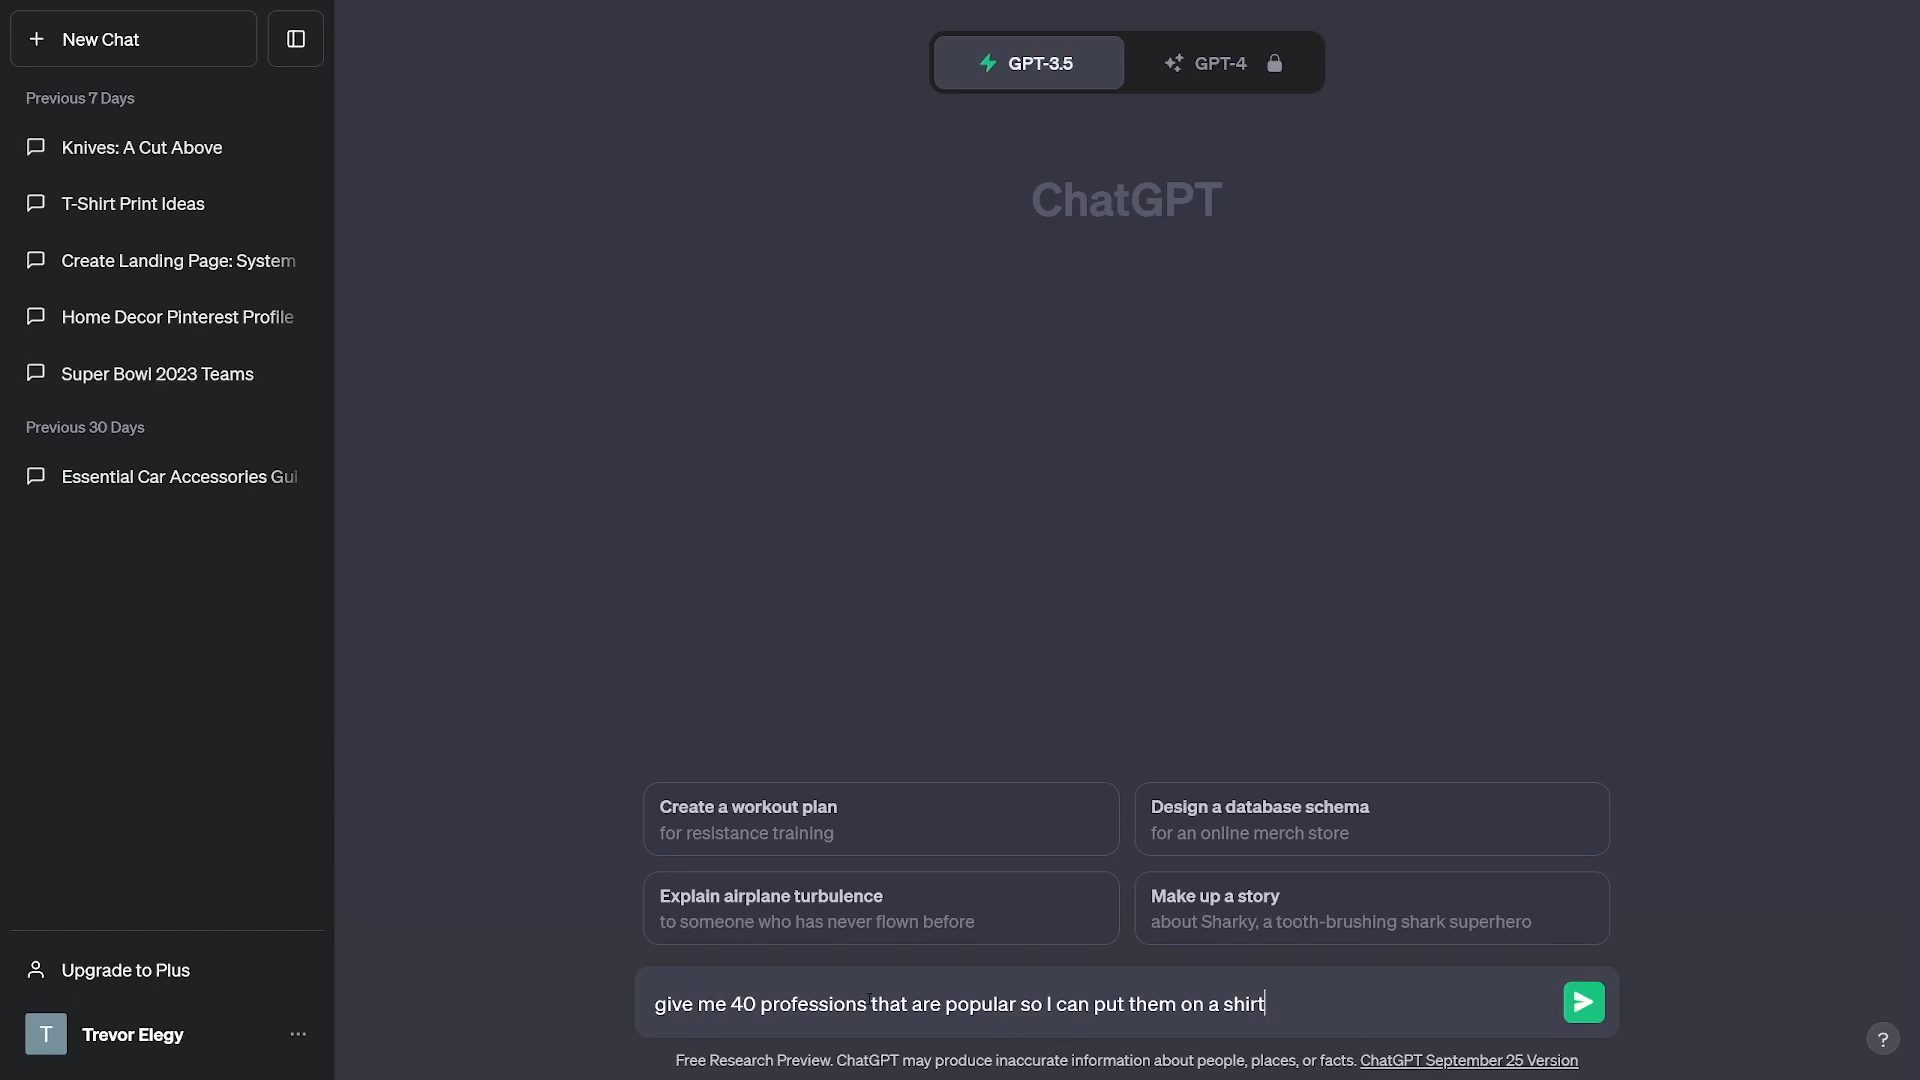 New Chat
Previous 7 Days
Knives: A Cut Above
T-Shirt Print Ideas
Create Landing Page: System
Home Decor Pinterest Profile
Super Bowl 2023 Teams
Previous 30 Days
Essential Car Accessories Gui
Upgrade to Plus
T
Trevor Elegy
GPT-3.5
GPT-4
ChatGPT
Create a workout plan
for resistance training
Design a database schema
for an online merch store
Explain airplane turbulence
to someone who has never flown before
Make up a story
about Sharky, a tooth-brushing shark superhero
give me 40 professions that are popular so I can put them on a shirt
Free Research Preview. ChatGPT may produce inaccurate information about people, places, or facts. ChatGPT September 25 Version
?